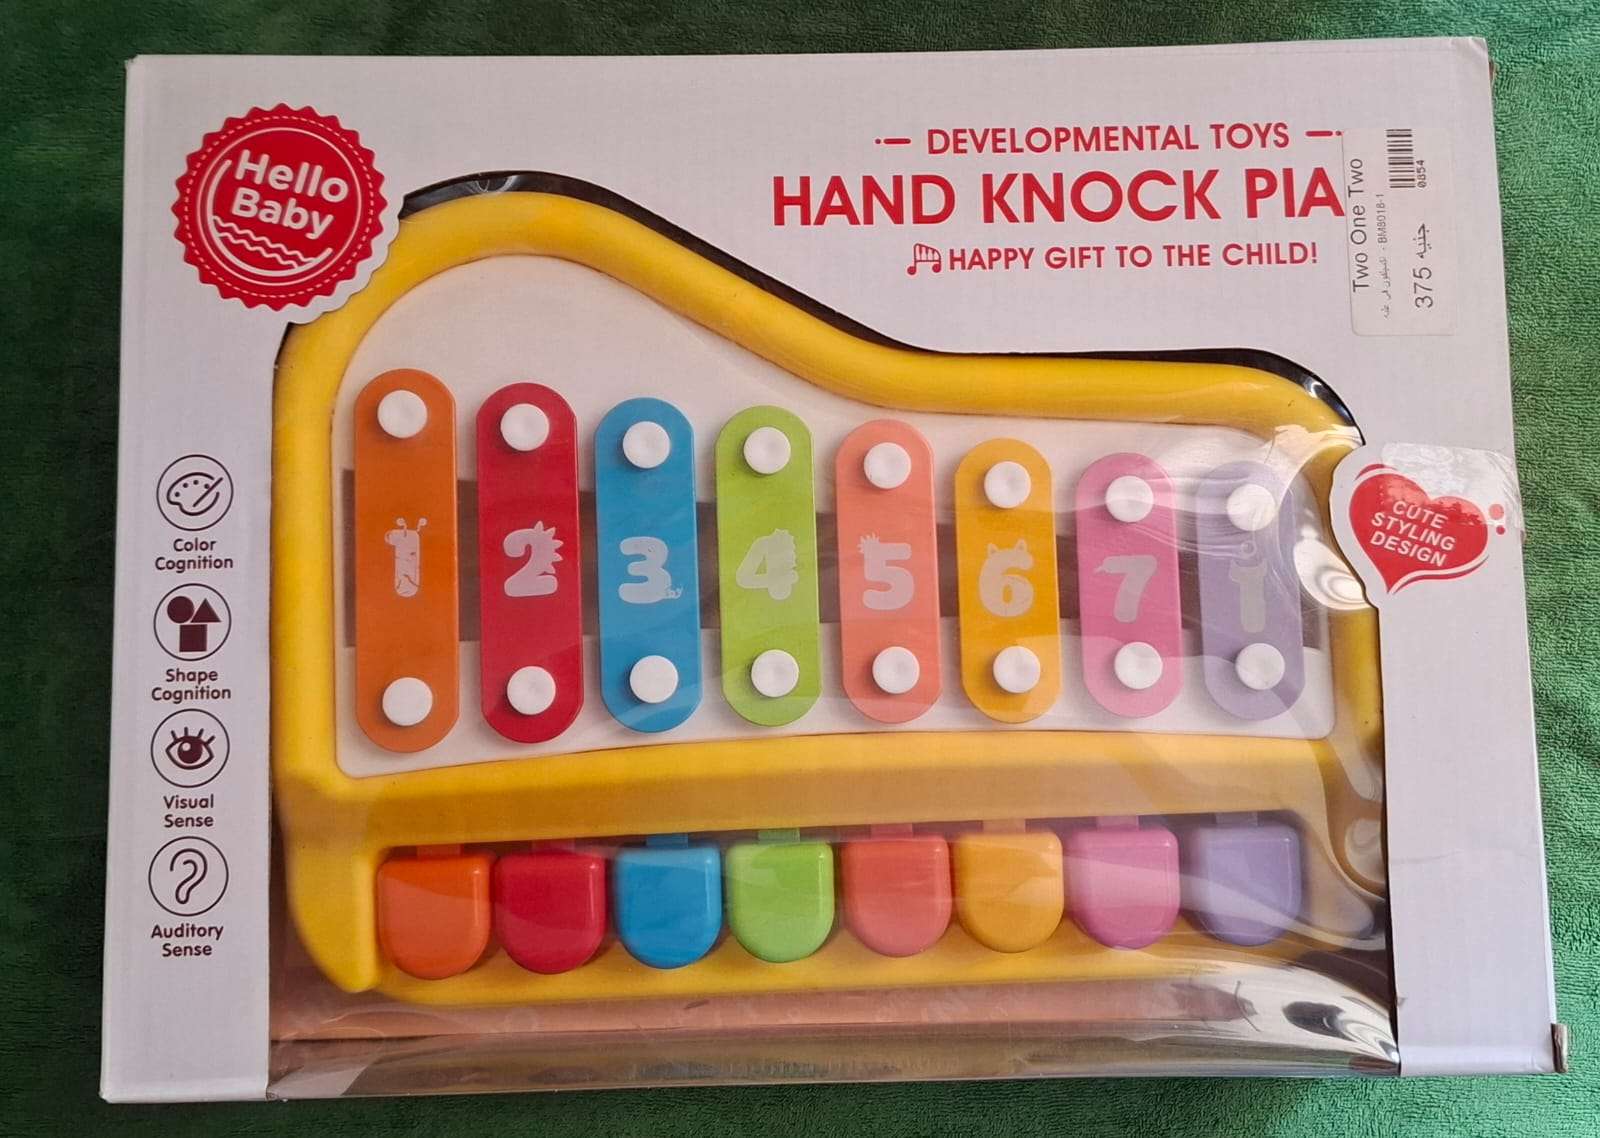 Hello
Baby
DEVELOPMENTAL TOYS
HAND KNOCK PIA
HAPPY GIFT TO THE CHILD!
0854
Two One Two
BM8018-1
375 جنيه
CUTE
STYLING
DESIGN
1
2
3
4
5
6
7
i
Color
Cognition
Shape
Cognition
Visual
Sense
Auditory
Sense